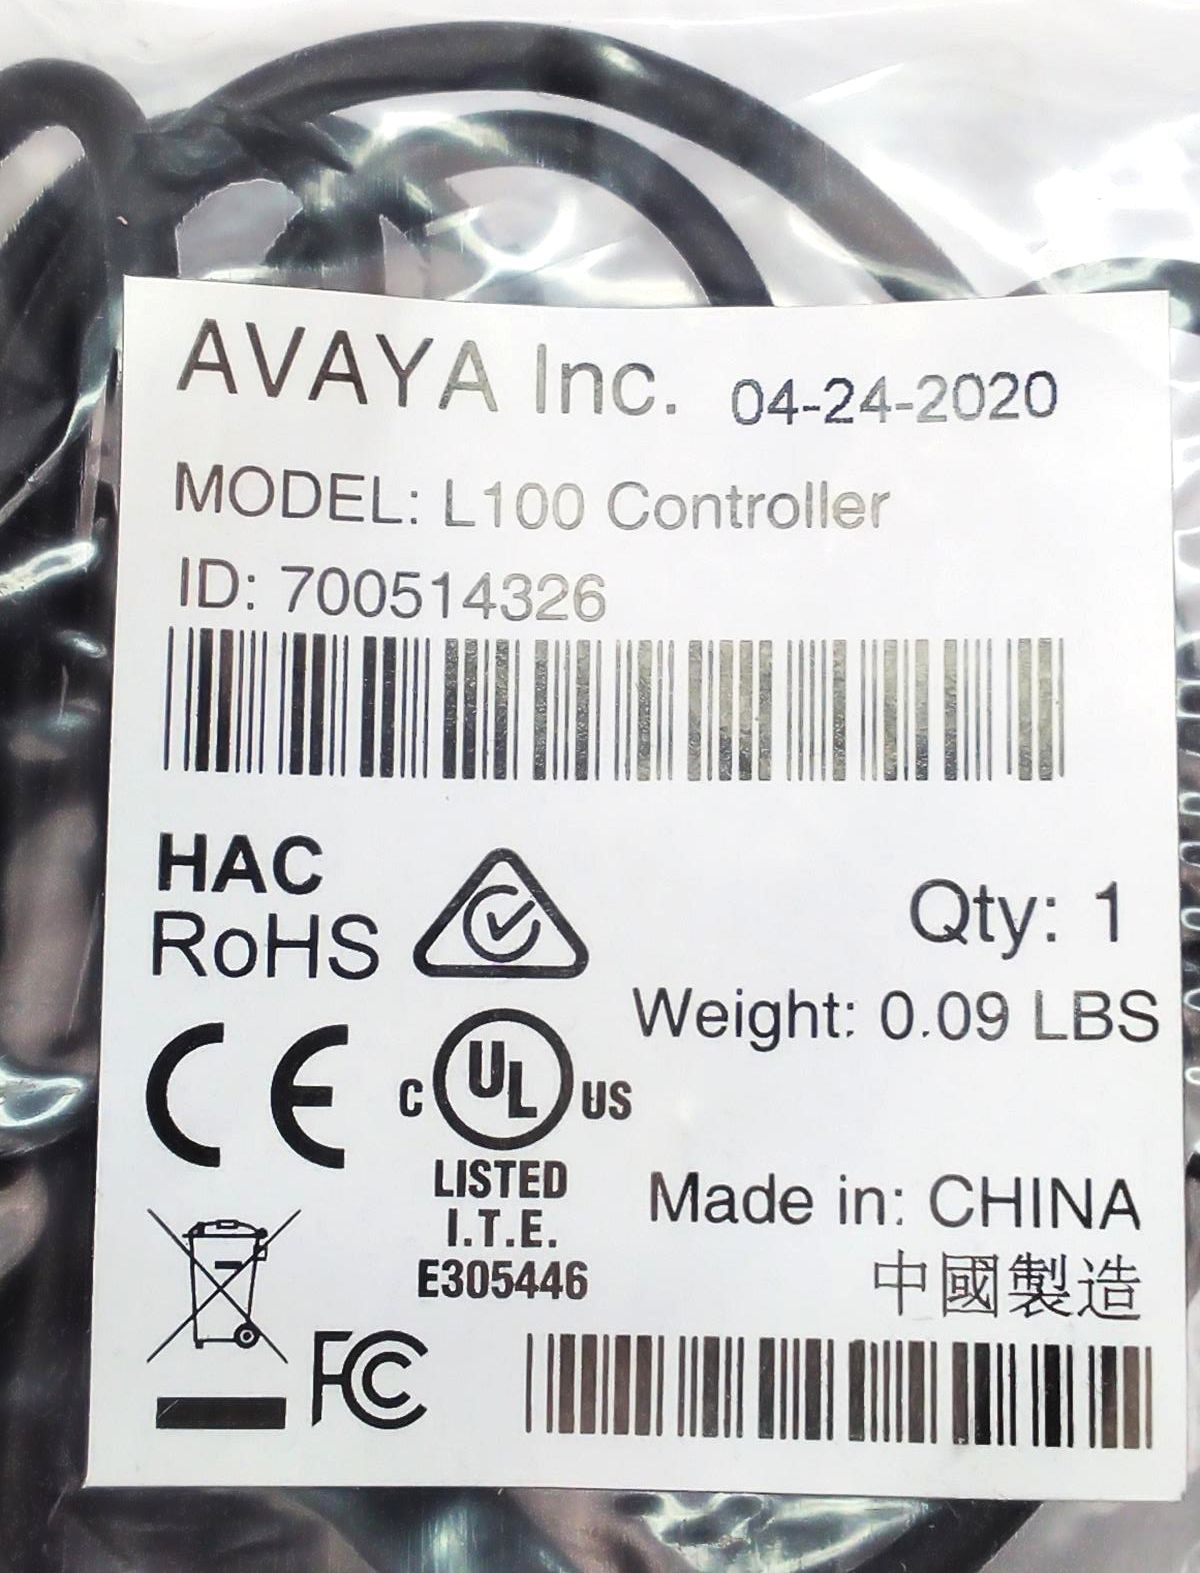 AVAYA Inc. 04-24-2020
MODEL: L100 Controller
ID: 700514326
HAC
RoHS
Qty: 1
Weight: 0.09 LBS
CE
C UL US
LISTED
I.T.E.
E305446
Made in: CHINA
中國製造
FC